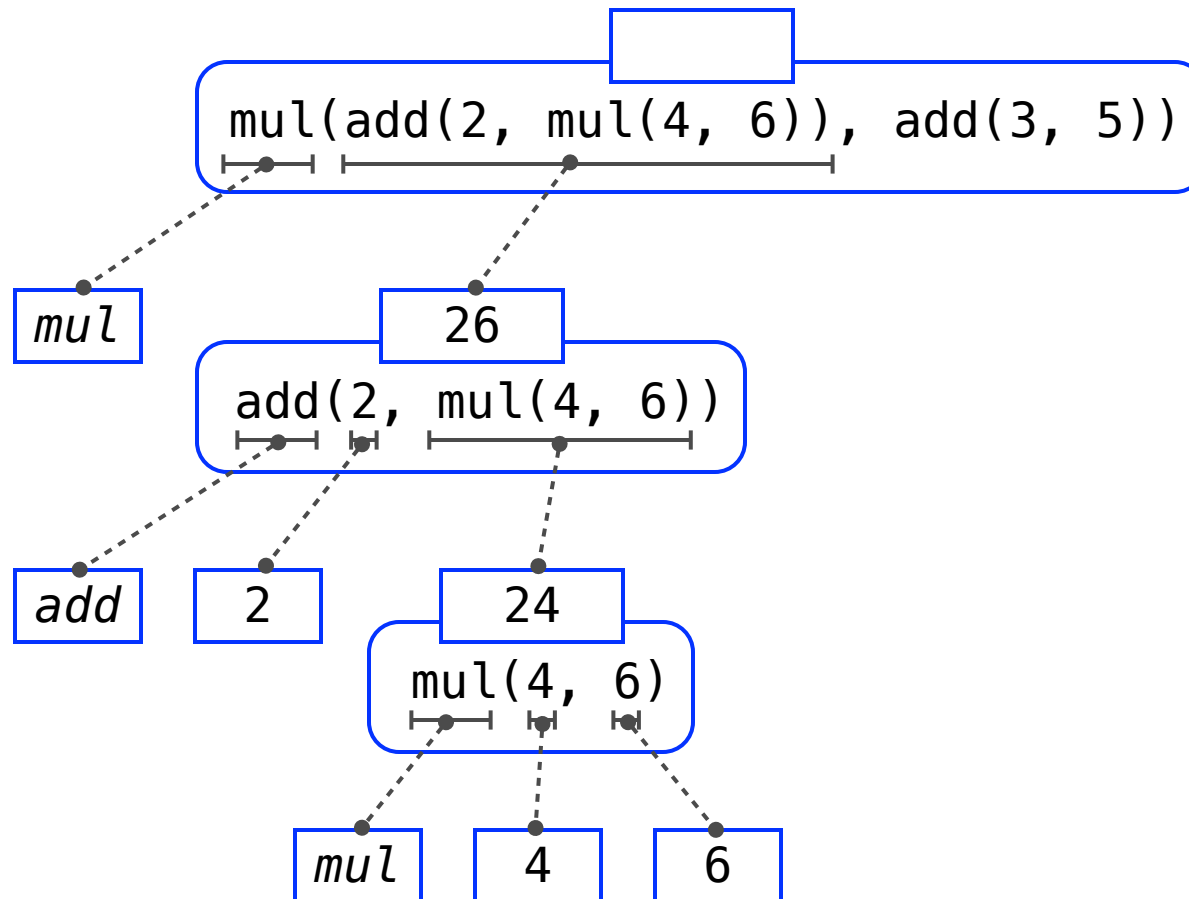 mul(add(2, mul(4, 6)), add(3, 5))
mul
26
add(2, mul(4, 6))
add
2
24
mul(4, 6)
mul
4
6